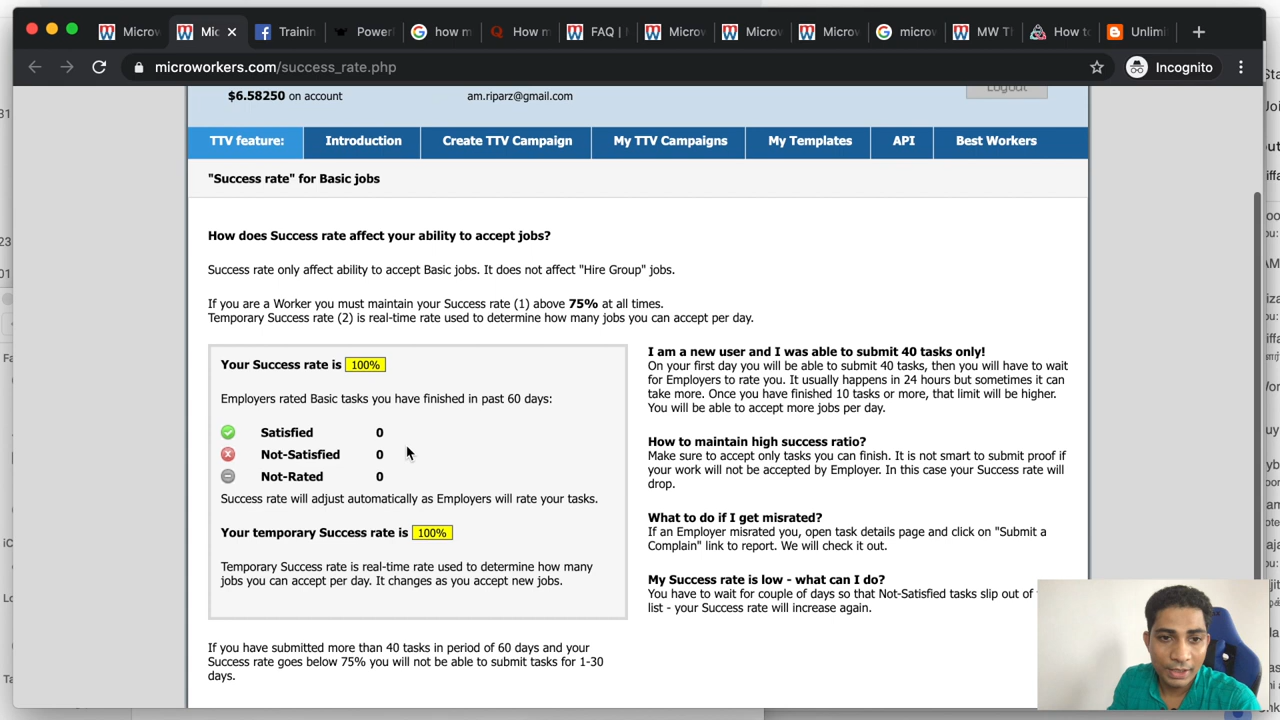 Microw
Mic
Trainin
Power
how m
How m
FAQ |
Microw
Microw
Microw
microw
MW Th
How to
Unlimi
microworkers.com/success_rate.php
Incognito
$6.58250 on account
am.riparz@gmail.com
Logout
TTV feature:
Introduction
Create TTV Campaign
My TTV Campaigns
My Templates
API
Best Workers
"Success rate" for Basic jobs
How does Success rate affect your ability to accept jobs?
Success rate only affect ability to accept Basic jobs. It does not affect "Hire Group" jobs.
If you are a Worker you must maintain your Success rate (1) above 75% at all times.
Temporary Success rate (2) is real-time rate used to determine how many jobs you can accept per day.
Your Success rate is 100%
Employers rated Basic tasks you have finished in past 60 days:
Satisfied 0
Not-Satisfied 0
Not-Rated 0
Success rate will adjust automatically as Employers will rate your tasks.
Your temporary Success rate is 100%
Temporary Success rate is real-time rate used to determine how many
jobs you can accept per day. It changes as you accept new jobs.
If you have submitted more than 40 tasks in period of 60 days and your
Success rate goes below 75% you will not be able to submit tasks for 1-30
days.
I am a new user and I was able to submit 40 tasks only!
On your first day you will be able to submit 40 tasks, then you will have to wait
for Employers to rate you. It usually happens in 24 hours but sometimes it can
take more. Once you have finished 10 tasks or more, that limit will be higher.
You will be able to accept more jobs per day.
How to maintain high success ratio?
Make sure to accept only tasks you can finish. It is not smart to submit proof if
your work will not be accepted by Employer. In this case your Success rate will
drop.
What to do if I get misrated?
If an Employer misrated you, open task details page and click on "Submit a
Complain" link to report. We will check it out.
My Success rate is low - what can I do?
You have to wait for couple of days so that Not-Satisfied tasks slip out of
list - your Success rate will increase again.